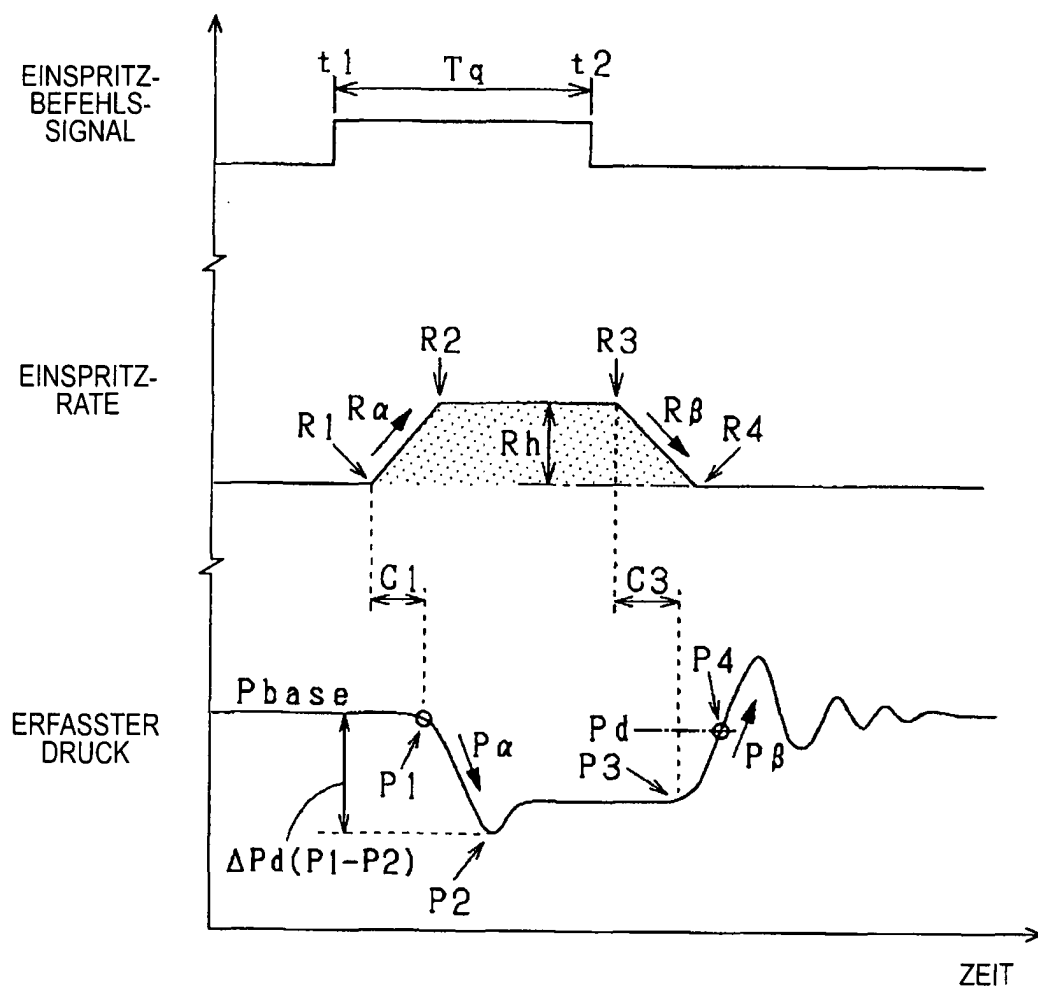 EINSPRITZ-
BEFEHLS-
SIGNAL
t1
Tq
t2
EINSPRITZ-
RATE
R1
Rα
R2
Rh
R3
Rβ
R4
C1
C3
ERFASSTER
DRUCK
Pbase
P1
Pα
P2
ΔPd(P1-P2)
P3
Pd
P4
Pβ
ZEIT